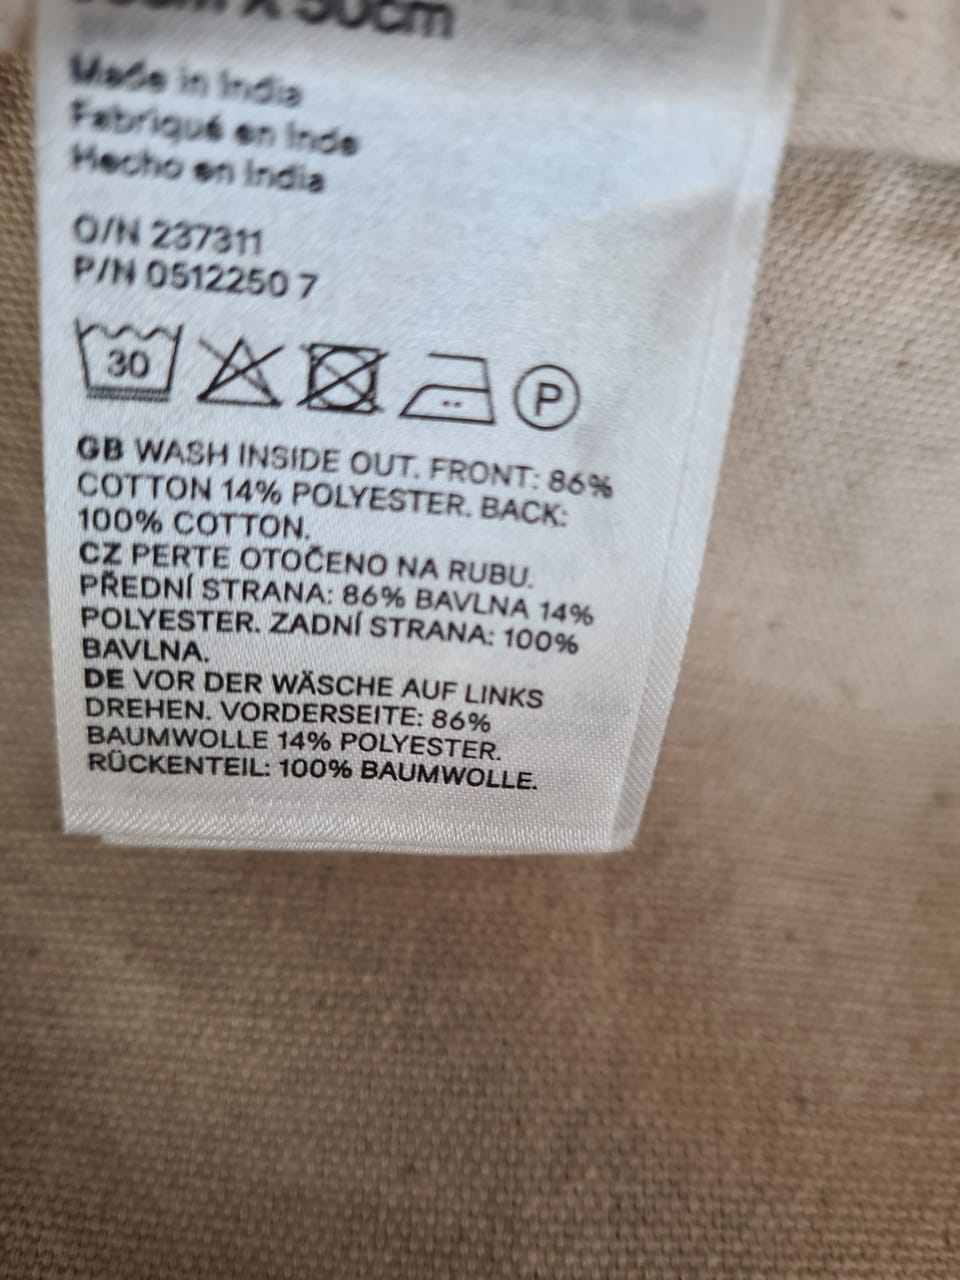 x 50cm
Made in India
Fabriqué en Inde
Hecho en India
O/N 237311
P/N 0512250 7
30
P
GB WASH INSIDE OUT. FRONT: 86%
COTTON 14% POLYESTER. BACK:
100% COTTON.
CZ PERTE OTOČENO NA RUBU.
PŘEDNÍ STRANA: 86% BAVLNA 14%
POLYESTER. ZADNÍ STRANA: 100%
BAVLNA.
DE VOR DER WÄSCHE AUF LINKS
DREHEN. VORDERSEITE: 86%
BAUMWOLLE 14% POLYESTER.
RÜCKENTEIL: 100% BAUMWOLLE.